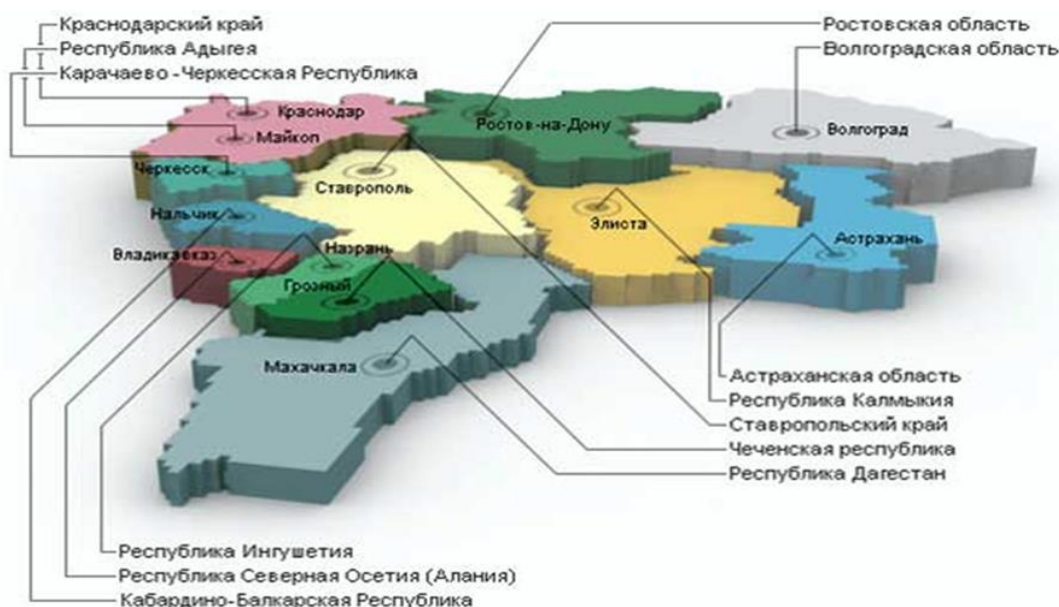 Краснодарский край
Республика Адыгея
Карачаево-Черкесская Республика
Ростовская область
Волгоградская область
Краснодар
Майкоп
Ростов-на-Дону
Волгоград
Черкесск
Ставрополь
Нальчик
Элиста
Астрахань
Владикавказ
Назрань
Грозный
Махачкала
Астраханская область
Республика Калмыкия
Ставропольский край
Чеченская республика
Республика Дагестан
Республика Ингушетия
Республика Северная Осетия (Алания)
Кабардино-Балкарская Республика